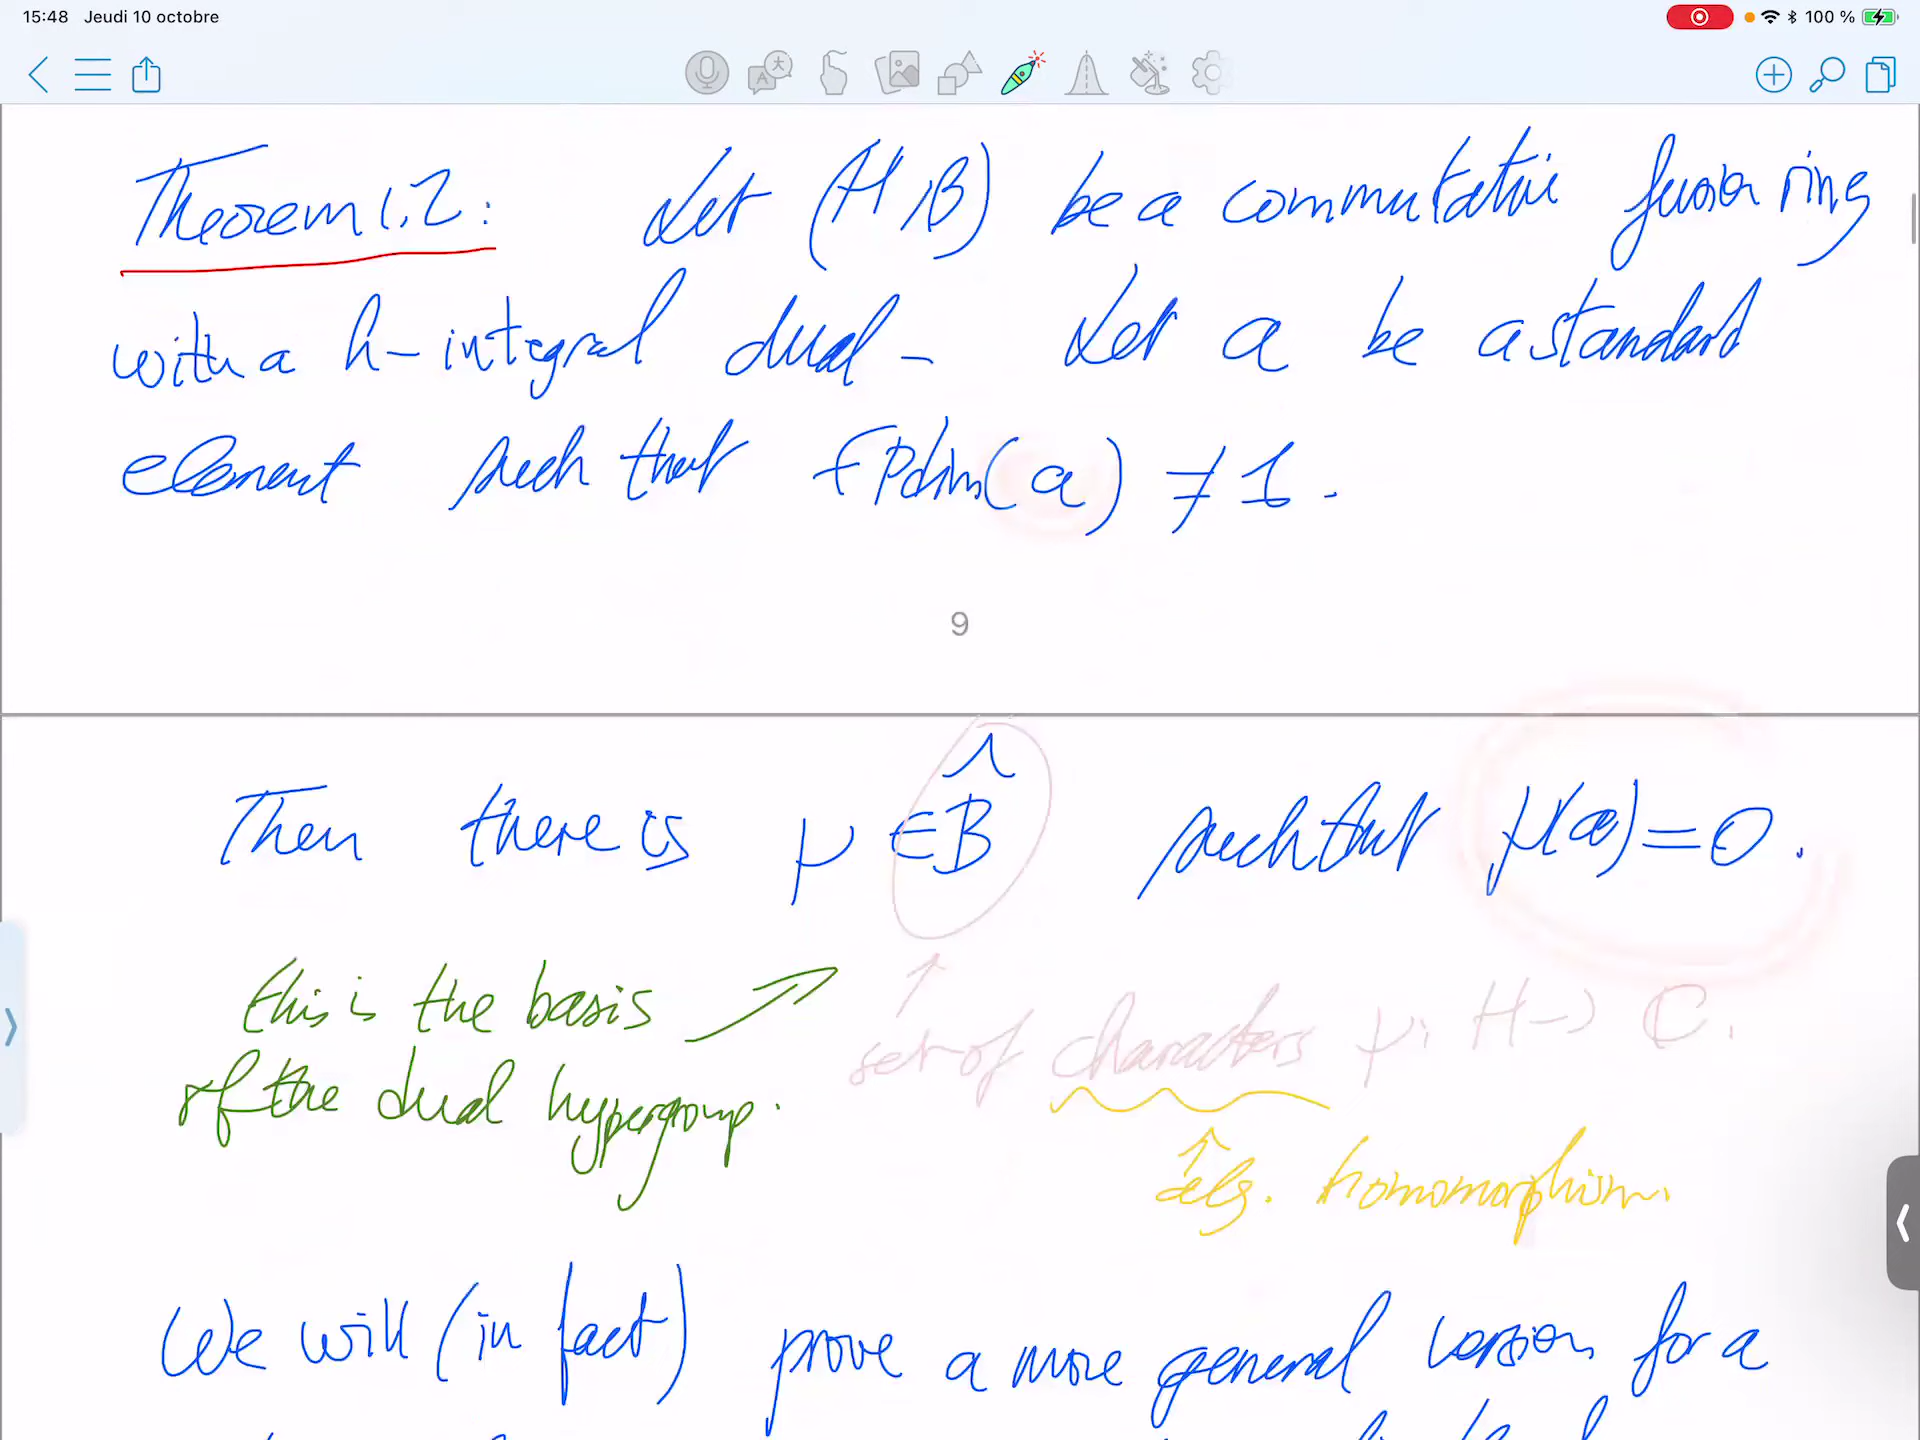 15:48 Jeudi 10 octobre
100 %
Theorem 1.2: Let (H,B) be a commutative fusion ring
with a h-integral dual. Let a be a standard
element such that FPdim(a) ≠ 1.
9
Then there is μ ∈ B̂ such that μ(a) = 0.
this is the basis ↗
of the dual hypergroup.
↑
set of characters μ: H → ℂ.
↑
alg. homomorphism.
We will (in fact) prove a more general version for a